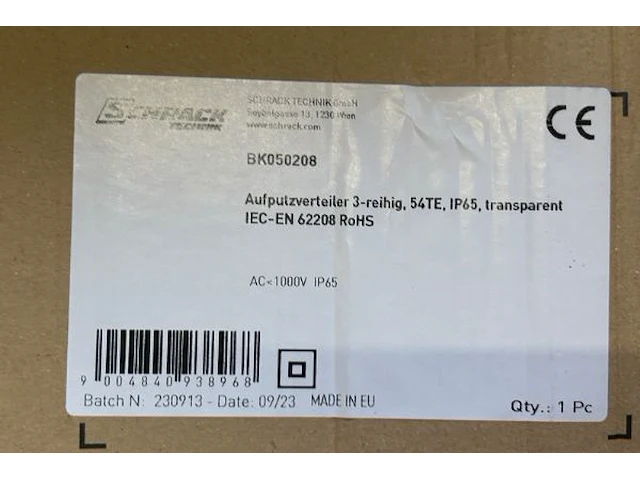 SCHRACK
TECHNIK
SCHRACK TECHNIK GmbH
Seybelgasse 13, 1230 Wien
www.schrack.com
CE
BK050208
Aufputzverteiler 3-reihig, 54TE, IP65, transparent
IEC-EN 62208 RoHS
AC<1000V IP65
9 004840 938968
Batch N: 230913 - Date: 09/23 MADE IN EU
Qty.: 1 Pc